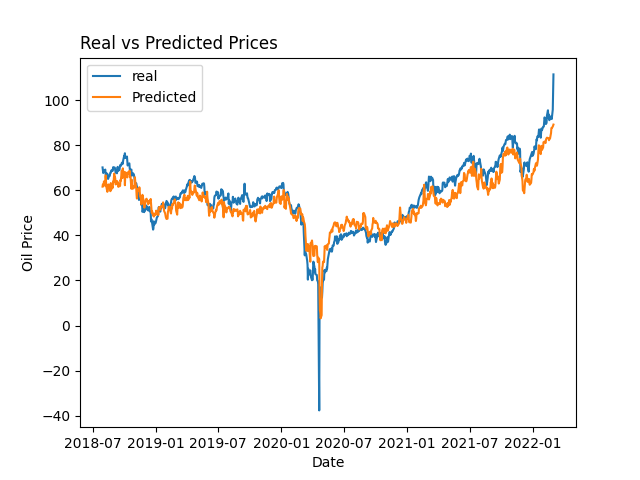 Real vs Predicted Prices
real
Predicted
100
80
60
40
20
0
−20
−40
Oil Price
2018-07 2019-01 2019-07 2020-01 2020-07 2021-01 2021-07 2022-01
Date